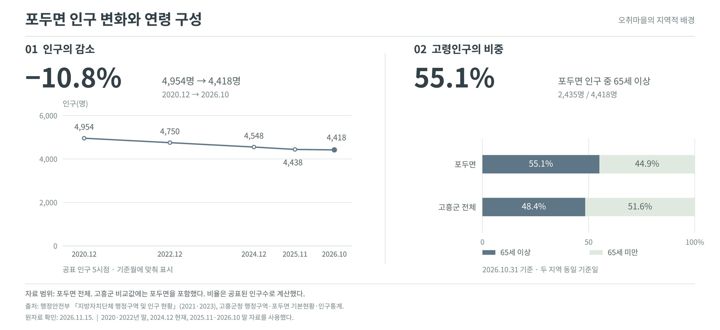 포두면 인구 변화와 연령 구성
오취마을의 지역적 배경
01 인구의 감소
−10.8%
4,954명 → 4,418명
2020.12 → 2026.10
인구(명)
6,000
4,000
2,000
0
4,954
4,750
4,548
4,438
4,418
2020.12
2022.12
2024.12
2025.11
2026.10
공표 인구 5시점 · 기준월에 맞춰 표시
02 고령인구의 비중
55.1%
포두면 인구 중 65세 이상
2,435명 / 4,418명
포두면
55.1%
44.9%
고흥군 전체
48.4%
51.6%
0
50
100%
65세 이상
65세 미만
2026.10.31 기준 · 두 지역 동일 기준일
자료 범위: 포두면 전체, 고흥군 비교값에는 포두면을 포함했다. 비율은 공표된 인구수로 계산했다.
출처: 행정안전부 『지방자치단체 행정구역 및 인구 현황』(2021·2023), 고흥군청 행정구역·포두면 기본현황·인구통계.
원자료 확인: 2026.11.15. | 2020·2022년 말, 2024.12 현재, 2025.11·2026.10 말 자료를 사용했다.